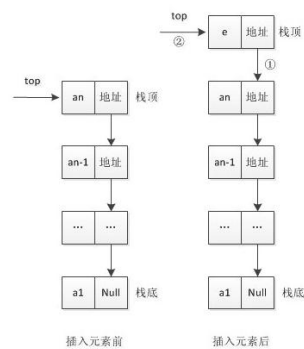 top
e 地址 栈顶
②
①
top
an 地址 栈顶
an 地址
an-1 地址
an-1 地址
... ...
... ...
a1 Null 栈底
a1 Null 栈底
插入元素前
插入元素后